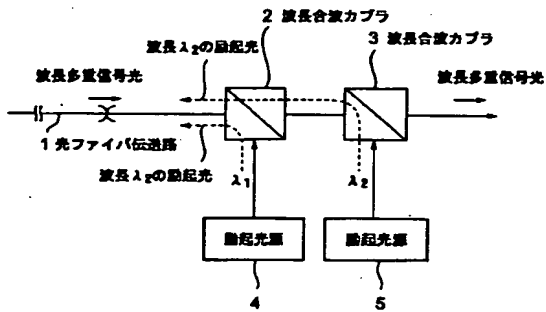 2 波長合波カプラ
波長λ₂の励起光
3 波長合波カプラ
波長多重信号光
波長多重信号光
1 光ファイバ伝送路
波長λ₂の励起光
λ₁
λ₂
励起光源
励起光源
4
5